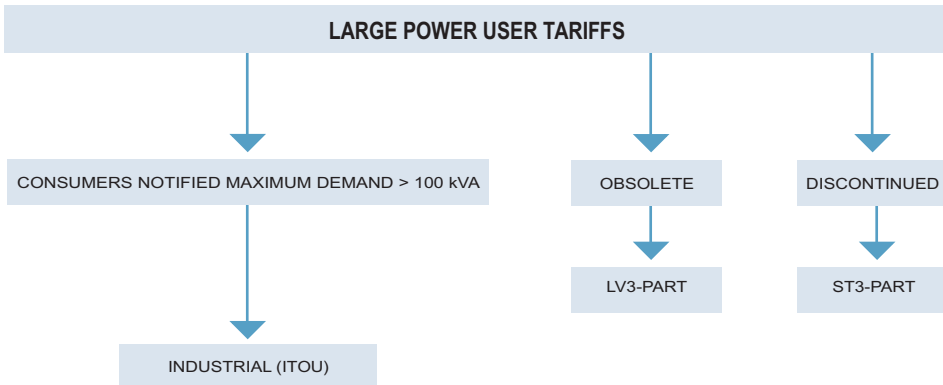 LARGE POWER USER TARIFFS
CONSUMERS NOTIFIED MAXIMUM DEMAND > 100 kVA
OBSOLETE
DISCONTINUED
LV3-PART
ST3-PART
INDUSTRIAL (ITOU)